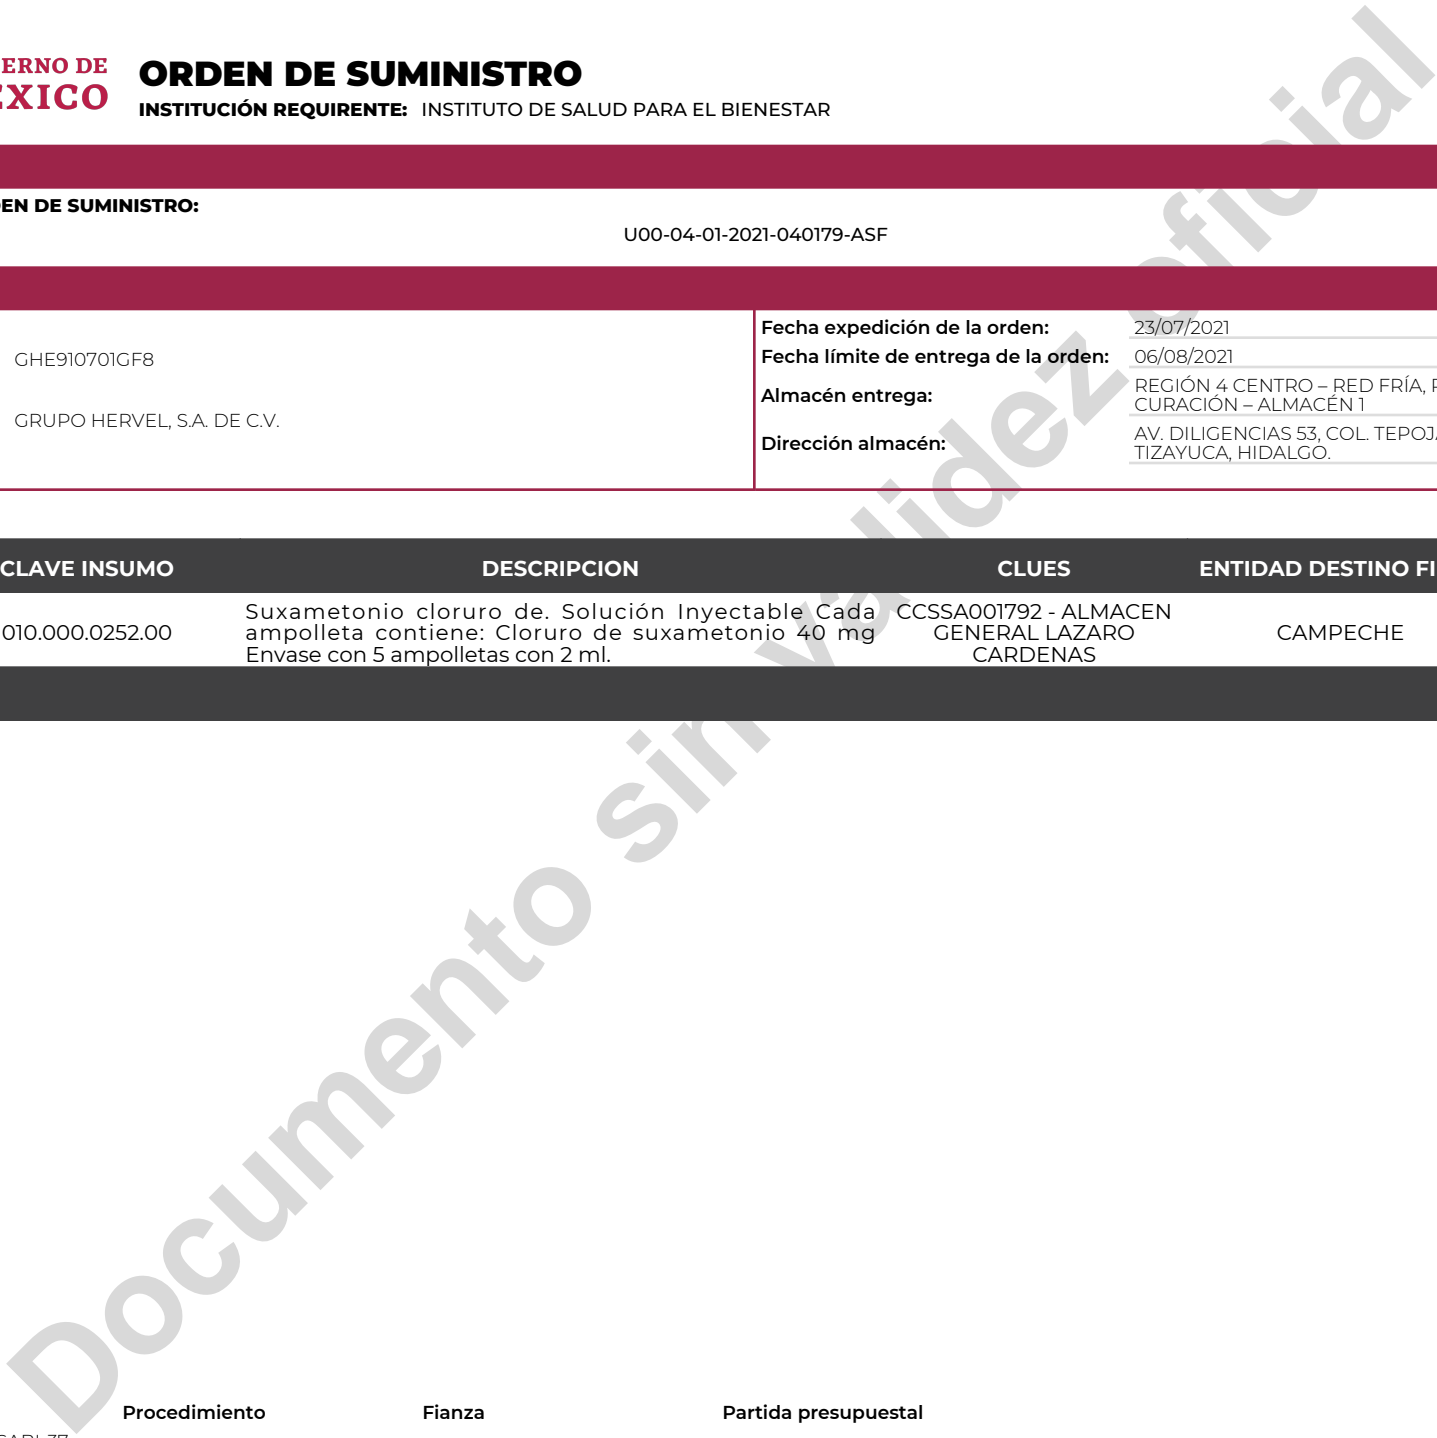 ERNO DE
ÉXICO
ORDEN DE SUMINISTRO
INSTITUCIÓN REQUIRENTE: INSTITUTO DE SALUD PARA EL BIENESTAR
EN DE SUMINISTRO:
U00-04-01-2021-040179-ASF
GHE910701GF8
GRUPO HERVEL, S.A. DE C.V.
Fecha expedición de la orden: 23/07/2021
Fecha límite de entrega de la orden: 06/08/2021
Almacén entrega: REGIÓN 4 CENTRO – RED FRÍA,
CURACIÓN – ALMACÉN 1
Dirección almacén: AV. DILIGENCIAS 53, COL. TEPOJ
TIZAYUCA, HIDALGO.
CLAVE INSUMO DESCRIPCION CLUES ENTIDAD DESTINO FI
010.000.0252.00
Suxametonio cloruro de. Solución Inyectable Cada
ampolleta contiene: Cloruro de suxametonio 40 mg
Envase con 5 ampolletas con 2 ml.
CCSSA001792 - ALMACEN
GENERAL LAZARO
CARDENAS
CAMPECHE
Documento sin validez oficial
Procedimiento Fianza Partida presupuestal